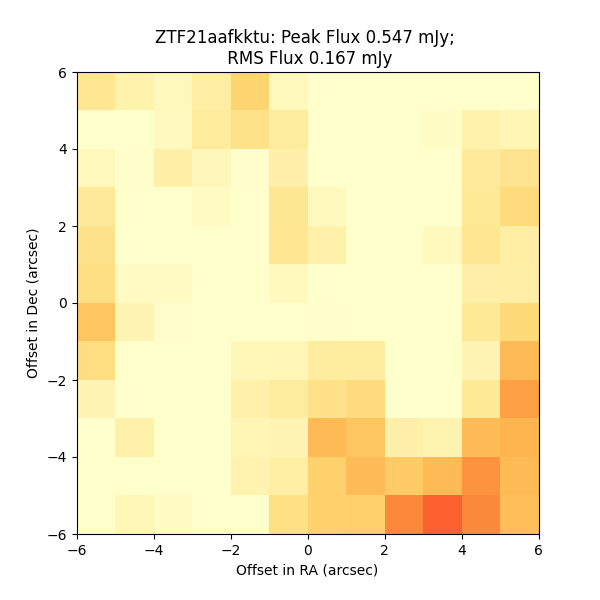 ZTF21aafkktu: Peak Flux 0.547 mJy;
RMS Flux 0.167 mJy
6
4
2
0
−2
−4
−6
Offset in Dec (arcsec)
−6 −4 −2 0 2 4 6
Offset in RA (arcsec)